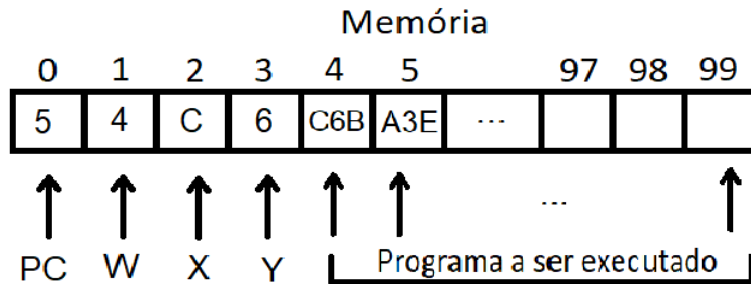 Memória
0 1 2 3 4 5 97 98 99
5 4 C 6 C6B A3E ...
...
PC W X Y Programa a ser executado